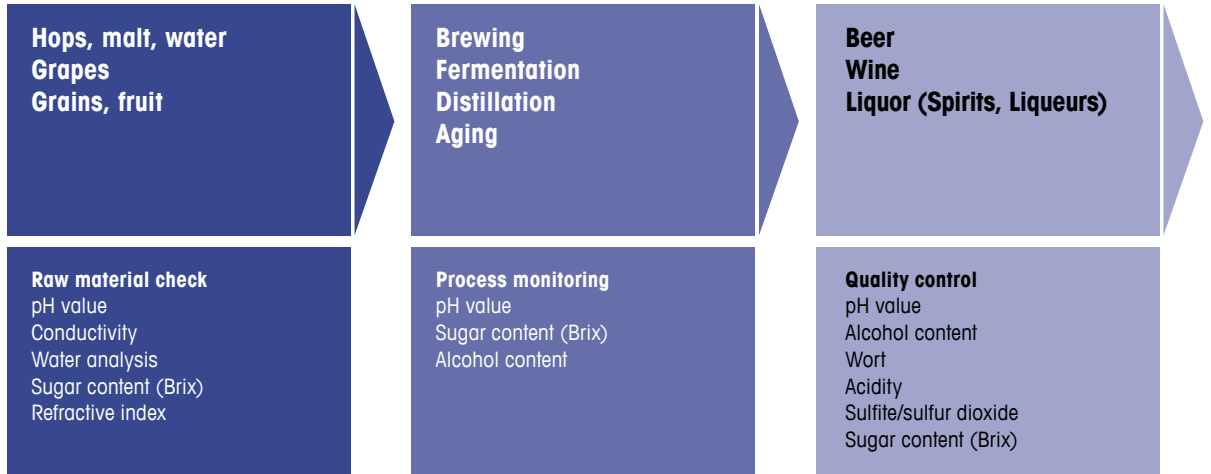 Hops, malt, water
Grapes
Grains, fruit
Brewing
Fermentation
Distillation
Aging
Beer
Wine
Liquor (Spirits, Liqueurs)
Raw material check
pH value
Conductivity
Water analysis
Sugar content (Brix)
Refractive index
Process monitoring
pH value
Sugar content (Brix)
Alcohol content
Quality control
pH value
Alcohol content
Wort
Acidity
Sulfite/sulfur dioxide
Sugar content (Brix)